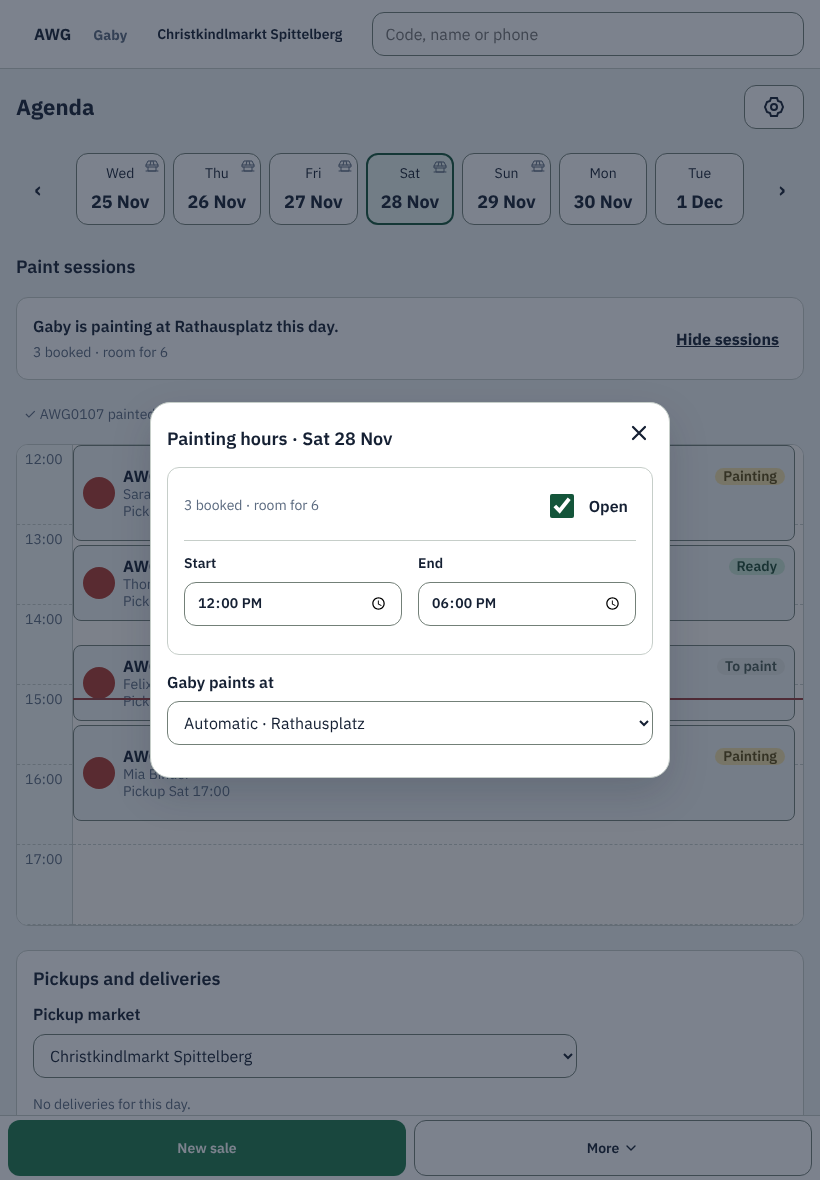 AWG Gaby Christkindlmarkt Spittelberg Code, name or phone
Agenda
Wed Thu Fri Sat Sun Mon Tue
25 Nov 26 Nov 27 Nov 28 Nov 29 Nov 30 Nov 1 Dec
Paint sessions
Gaby is painting at Rathausplatz this day.
3 booked · room for 6
Hide sessions
✓ AWG0107 painted
Painting hours · Sat 28 Nov
3 booked · room for 6
Open
Start End
12:00 PM 06:00 PM
Gaby paints at
Automatic · Rathausplatz
12:00
Painting
13:00
Ready
14:00
To paint
15:00
Painting
16:00
Pickup Sat 17:00
17:00
Pickups and deliveries
Pickup market
Christkindlmarkt Spittelberg
No deliveries for this day.
New sale More